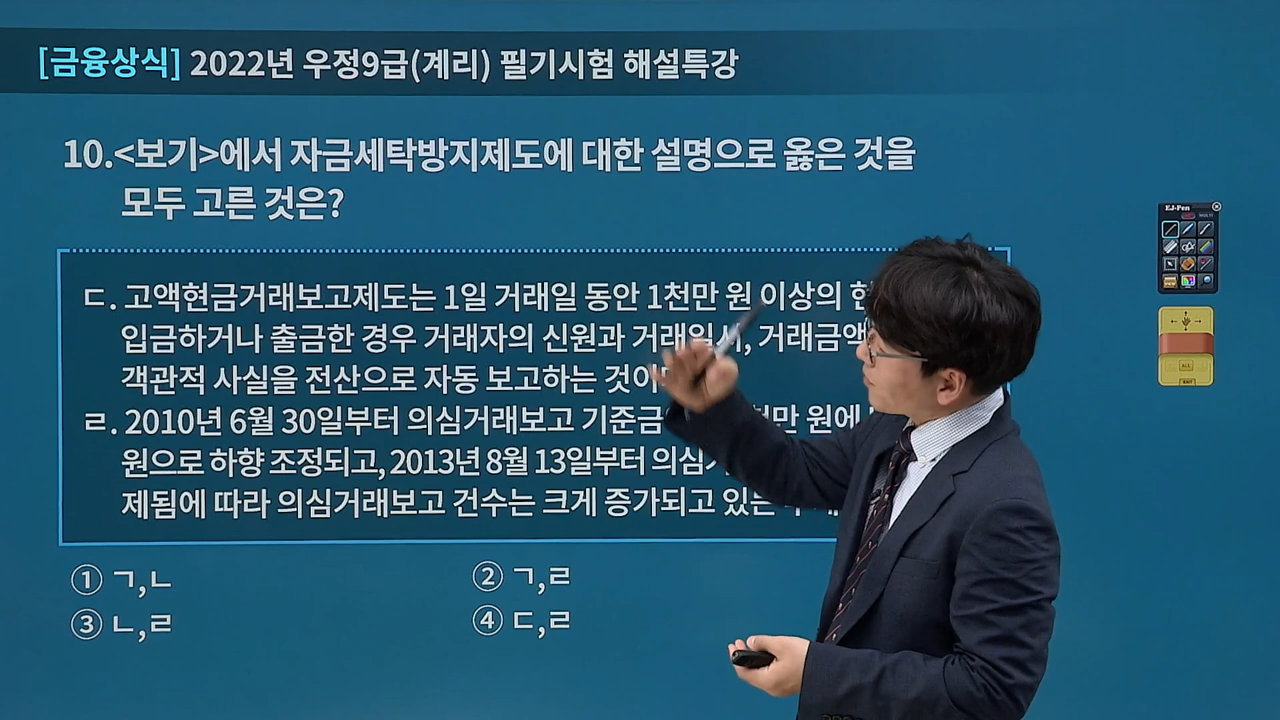 [금융상식] 2022년 우정9급(계리) 필기시험 해설특강
10.<보기>에서 자금세탁방지제도에 대한 설명으로 옳은 것을
모두 고른 것은?
ㄷ. 고액현금거래보고제도는 1일 거래일 동안 1천만 원 이상의
입금하거나 출금한 경우 거래자의 신원과 거래일시, 거래금액
객관적 사실을 전산으로 자동 보고하는 것이
ㄹ. 2010년 6월 30일부터 의심거래보고 기준금 천만 원에
원으로 하향 조정되고, 2013년 8월 13일부터 의심
제됨에 따라 의심거래보고 건수는 크게 증가되고 있는
① ㄱ,ㄴ ② ㄱ,ㄹ
③ ㄴ,ㄹ ④ ㄷ,ㄹ
EJ-Pen
ALL
EXIT